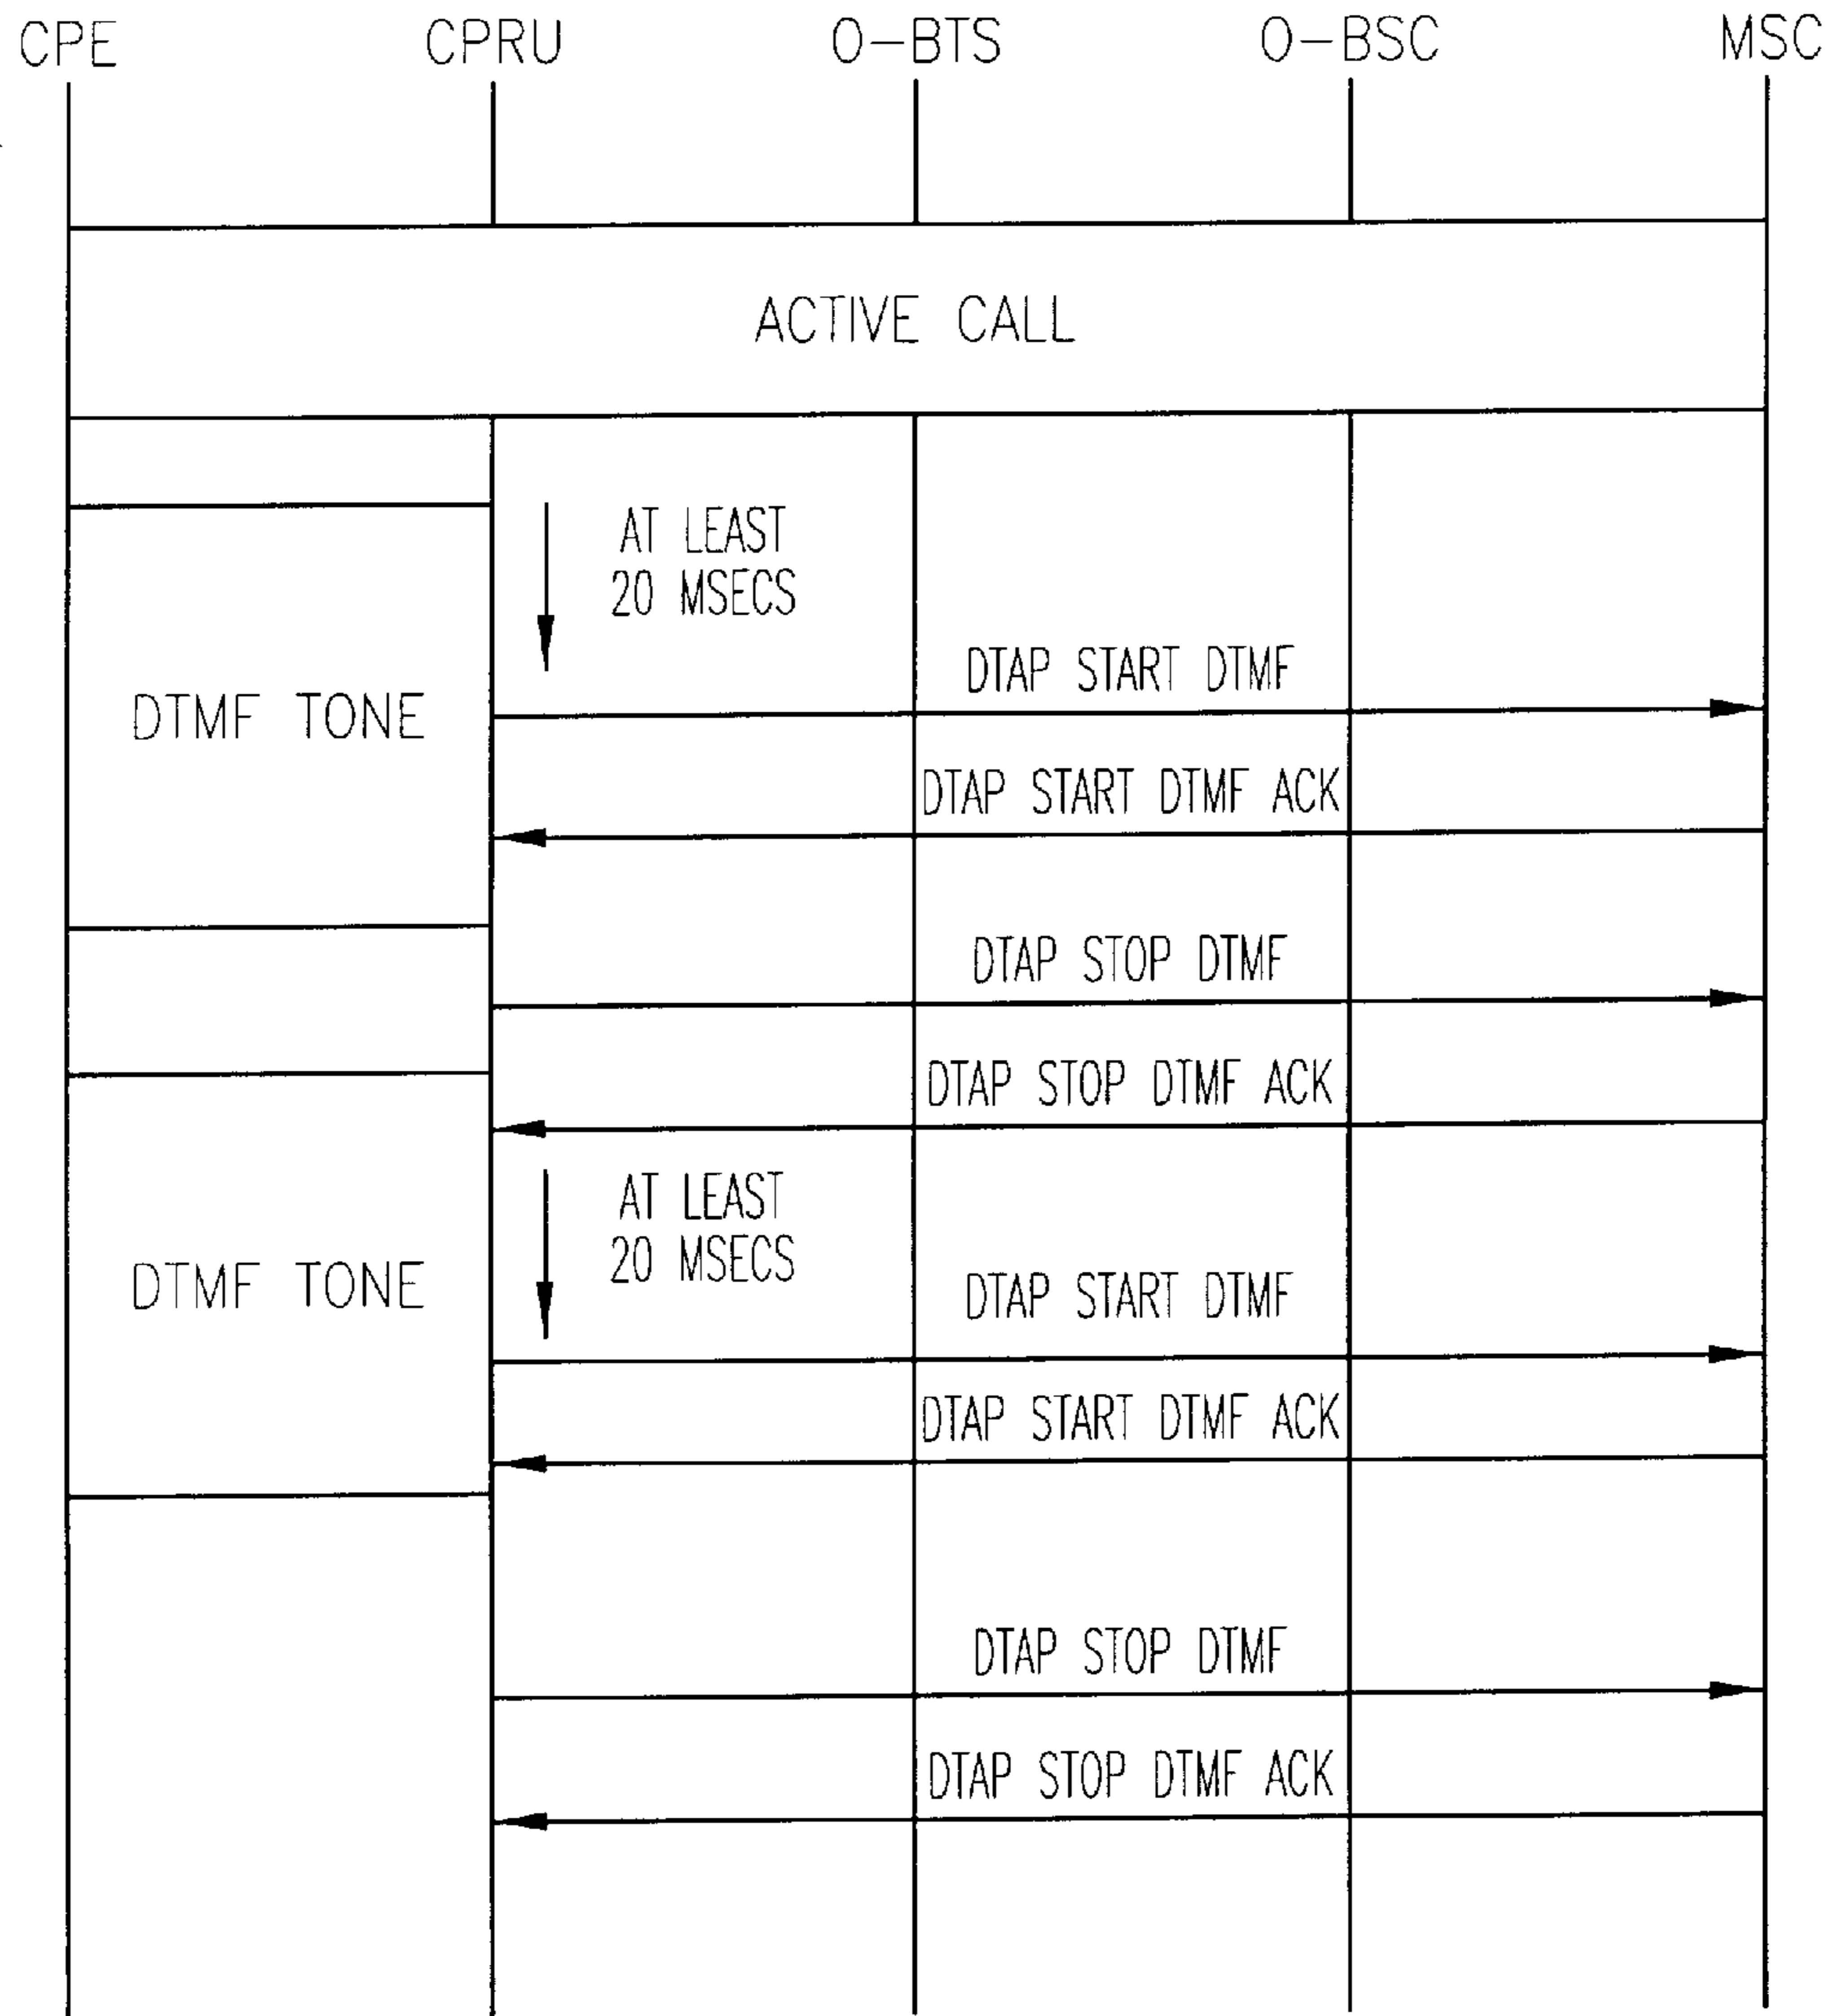 CPE CPRU O-BTS O-BSC MSC
ACTIVE CALL
AT LEAST
20 MSECS
DTAP START DTMF
DTMF TONE
DTAP START DTMF ACK
DTAP STOP DTMF
DTAP STOP DTMF ACK
AT LEAST
20 MSECS
DTMF TONE
DTAP START DTMF
DTAP START DTMF ACK
DTAP STOP DTMF
DTAP STOP DTMF ACK